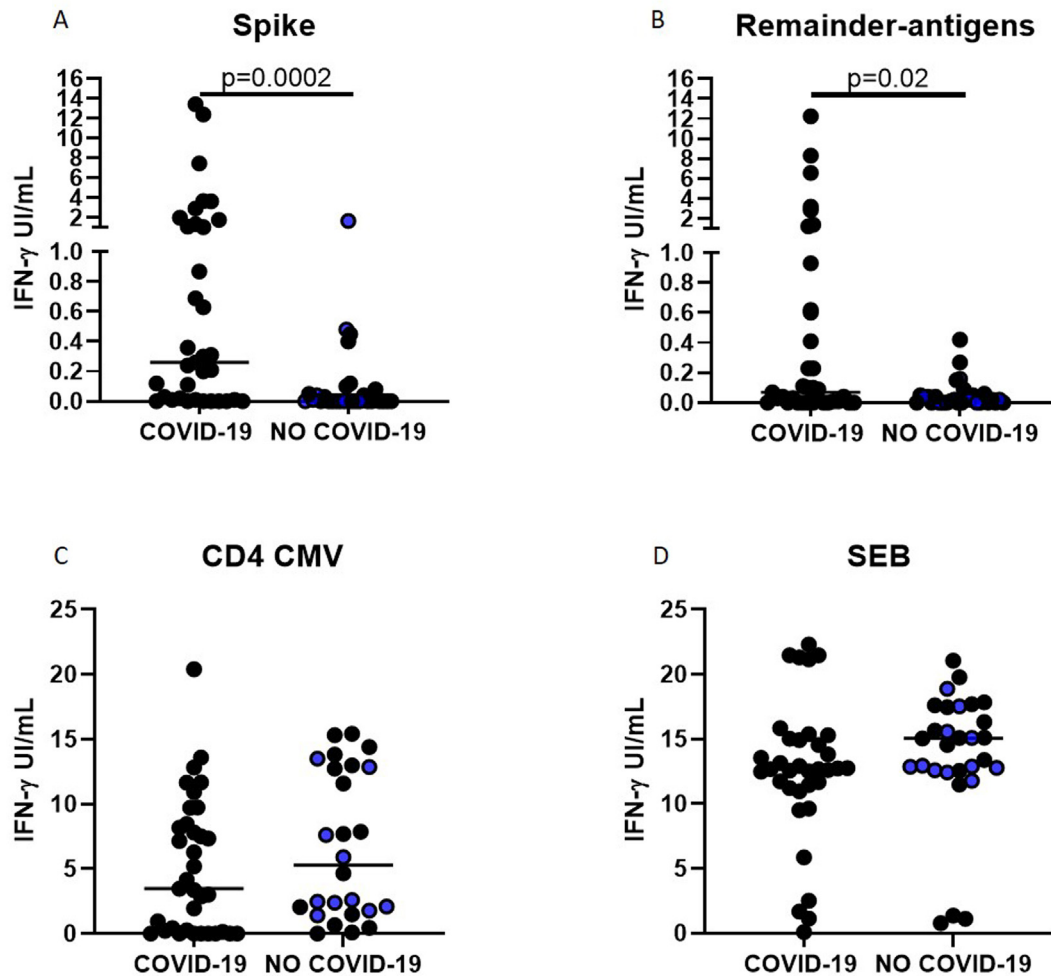 A
Spike
p=0.0002
IFN-γ UI/mL
16
14
12
10
8
6
4
2
1.0
0.8
0.6
0.4
0.2
0.0
COVID-19 NO COVID-19
B
Remainder-antigens
p=0.02
IFN-γ UI/mL
16
14
12
10
8
6
4
2
1.0
0.8
0.6
0.4
0.2
0.0
COVID-19 NO COVID-19
C
CD4 CMV
IFN-γ UI/mL
25
20
15
10
5
0
COVID-19 NO COVID-19
D
SEB
IFN-γ UI/mL
25
20
15
10
5
0
COVID-19 NO COVID-19